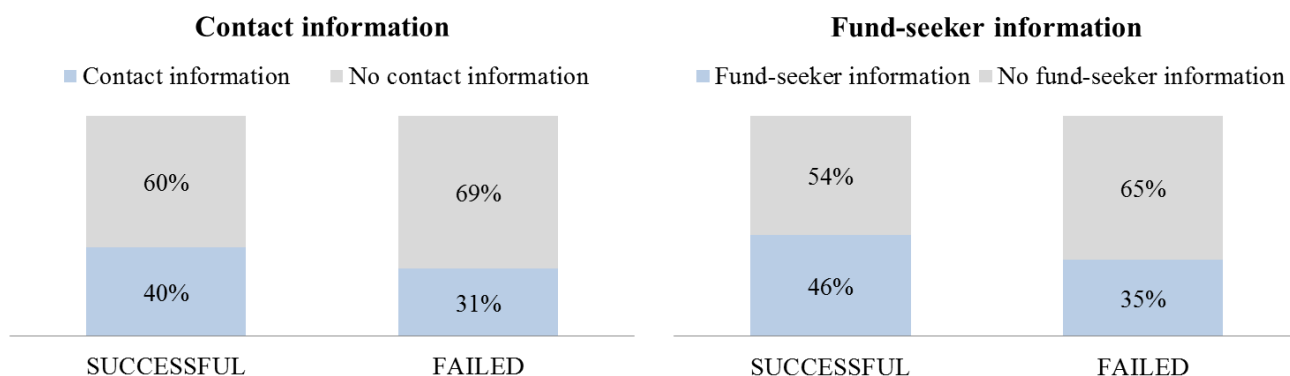 Contact information
Contact information No contact information
60%
69%
40%
31%
SUCCESSFUL FAILED
Fund-seeker information
Fund-seeker information No fund-seeker information
54%
65%
46%
35%
SUCCESSFUL FAILED